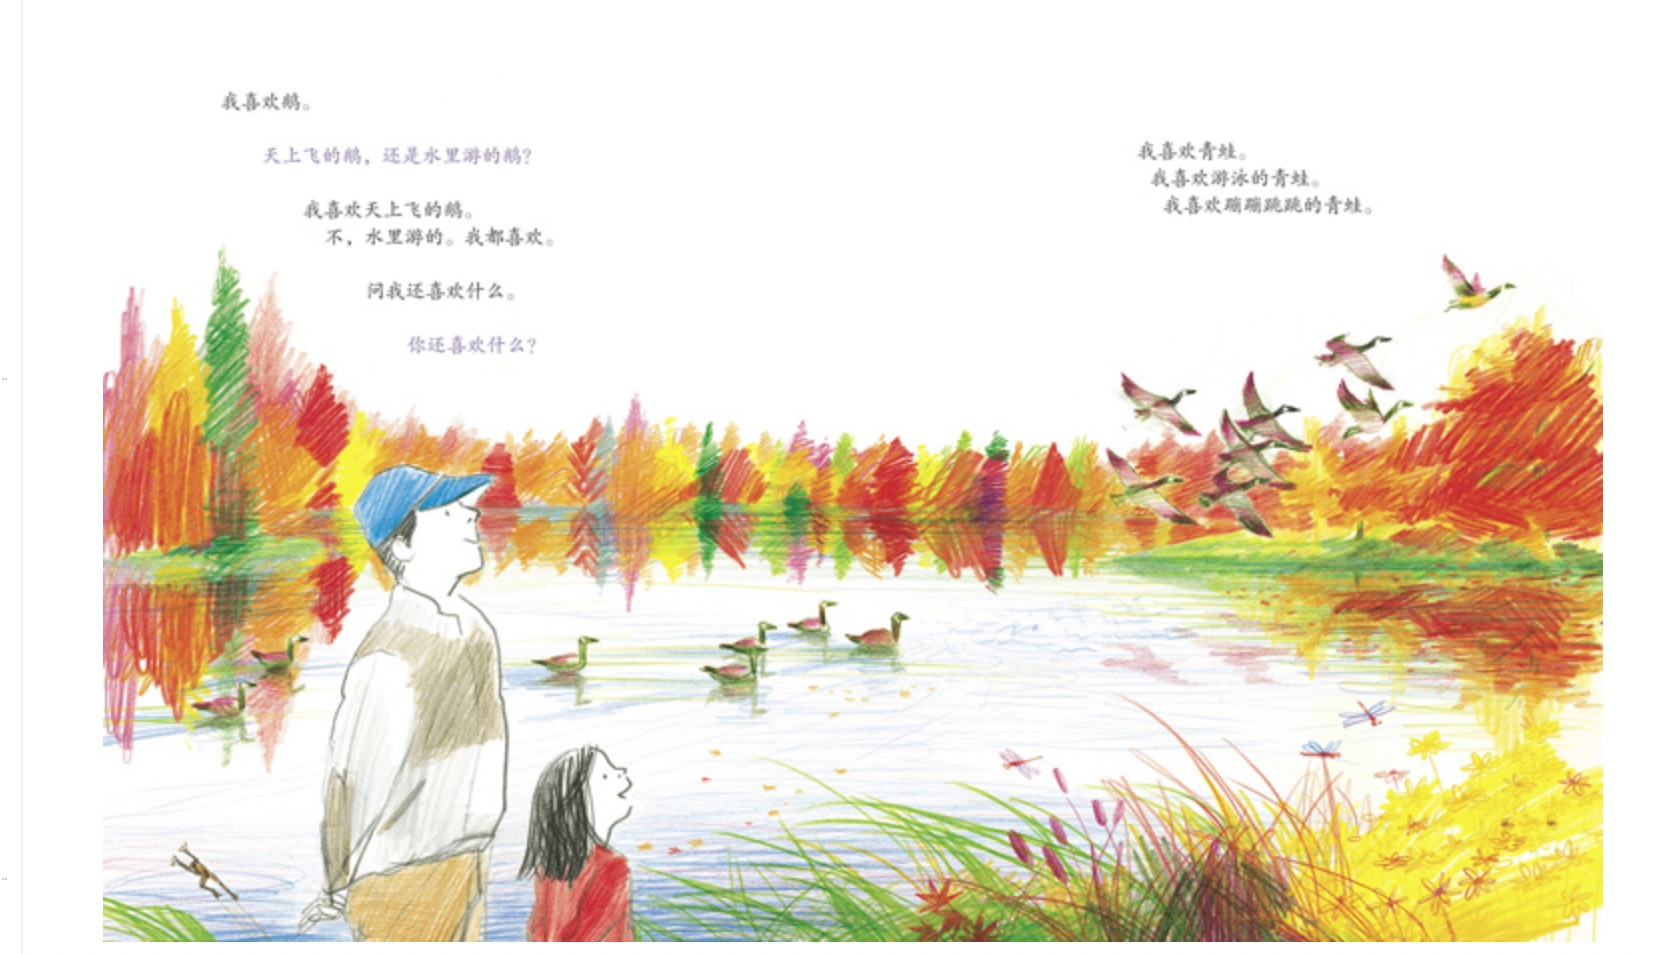 我喜欢鹅。
天上飞的鹅，还是水里游的鹅？
我喜欢天上飞的鹅。
不，水里游的。我都喜欢。
问我还喜欢什么。
你还喜欢什么？
我喜欢青蛙。
我喜欢游泳的青蛙。
我喜欢蹦蹦跳跳的青蛙。